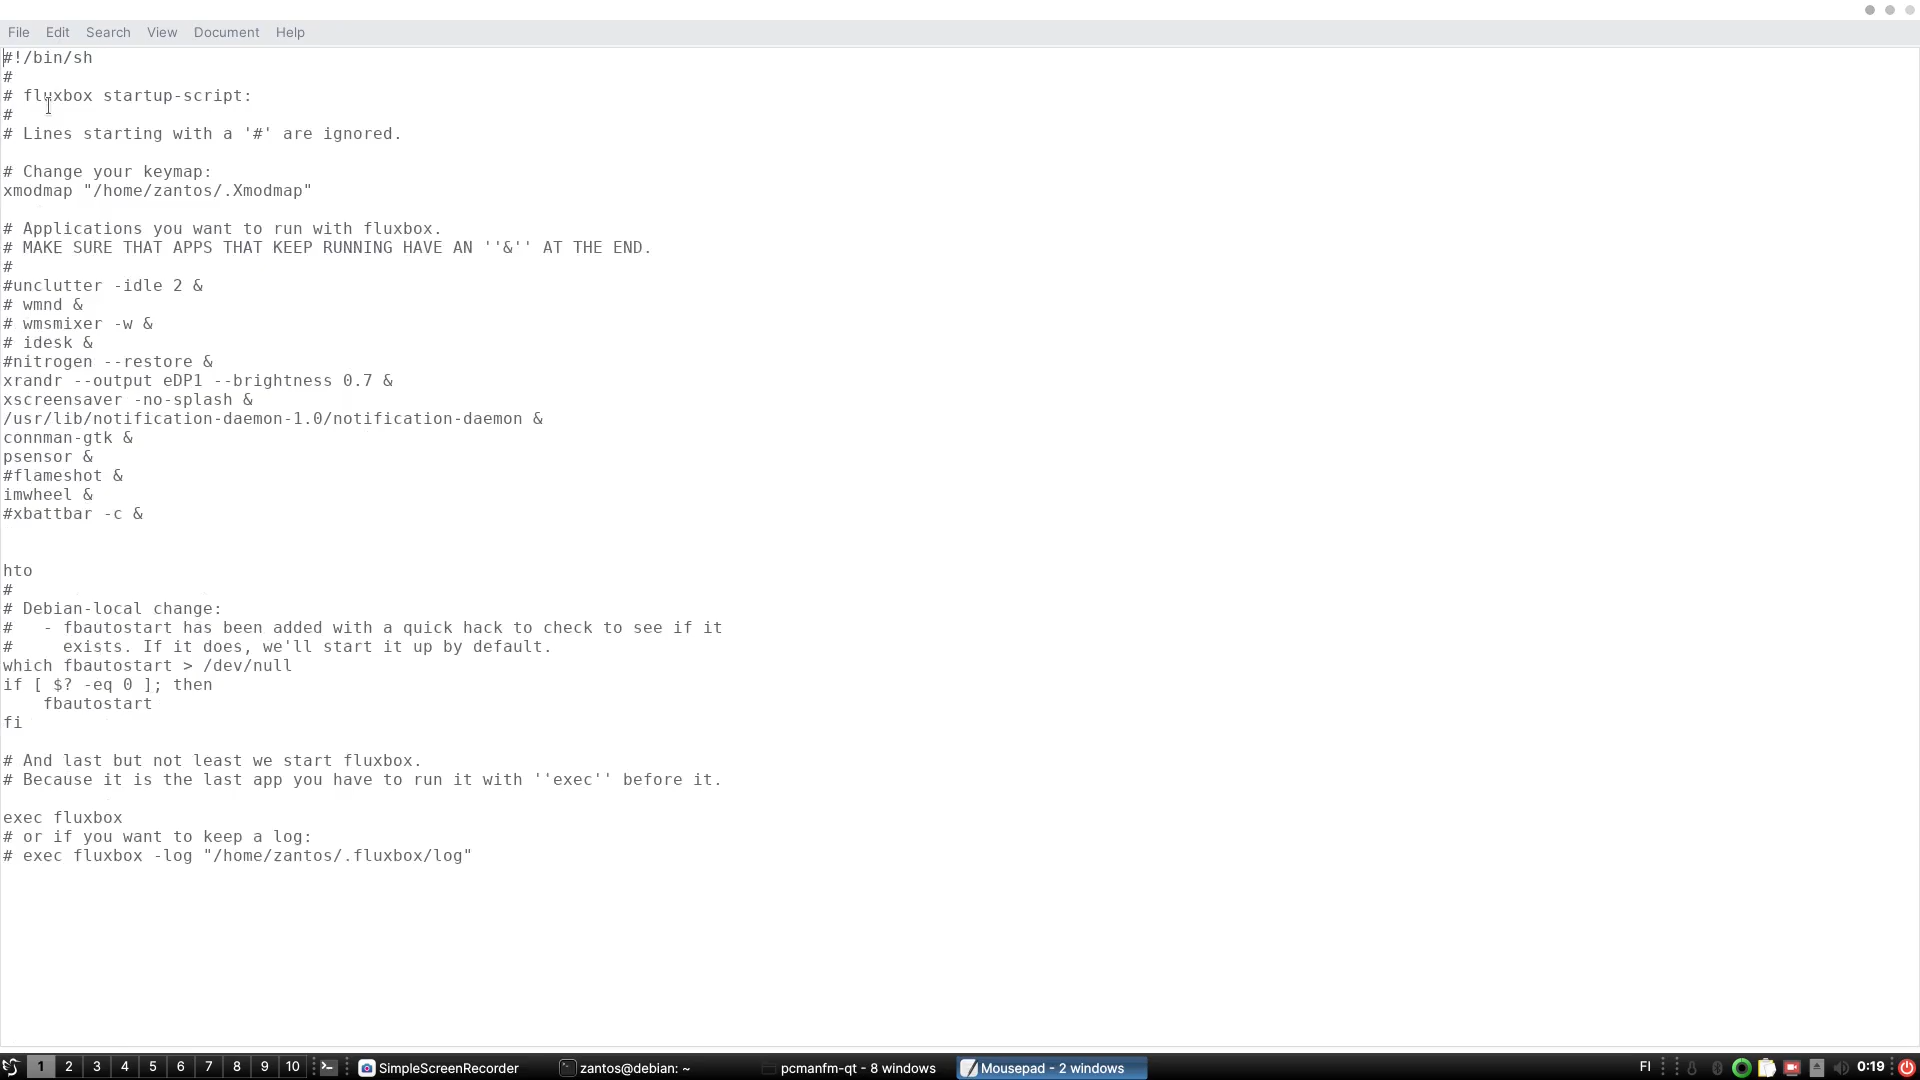 File Edit Search View Document Help
#!/bin/sh
#
# fluxbox startup-script:
#
# Lines starting with a '#' are ignored.

# Change your keymap:
xmodmap "/home/zantos/.Xmodmap"

# Applications you want to run with fluxbox.
# MAKE SURE THAT APPS THAT KEEP RUNNING HAVE AN ''&'' AT THE END.
#
#unclutter -idle 2 &
# wmnd &
# wmsmixer -w &
# idesk &
#nitrogen --restore &
xrandr --output eDP1 --brightness 0.7 &
xscreensaver -no-splash &
/usr/lib/notification-daemon-1.0/notification-daemon &
connman-gtk &
psensor &
#flameshot &
imwheel &
#xbattbar -c &

hto
#
# Debian-local change:
#   - fbautostart has been added with a quick hack to check to see if it
#     exists. If it does, we'll start it up by default.
which fbautostart > /dev/null
if [ $? -eq 0 ]; then
    fbautostart
fi

# And last but not least we start fluxbox.
# Because it is the last app you have to run it with ''exec'' before it.

exec fluxbox
# or if you want to keep a log:
# exec fluxbox -log "/home/zantos/.fluxbox/log"
1 2 3 4 5 6 7 8 9 10 SimpleScreenRecorder zantos@debian: ~ pcmanfm-qt - 8 windows Mousepad - 2 windows FI 0:19